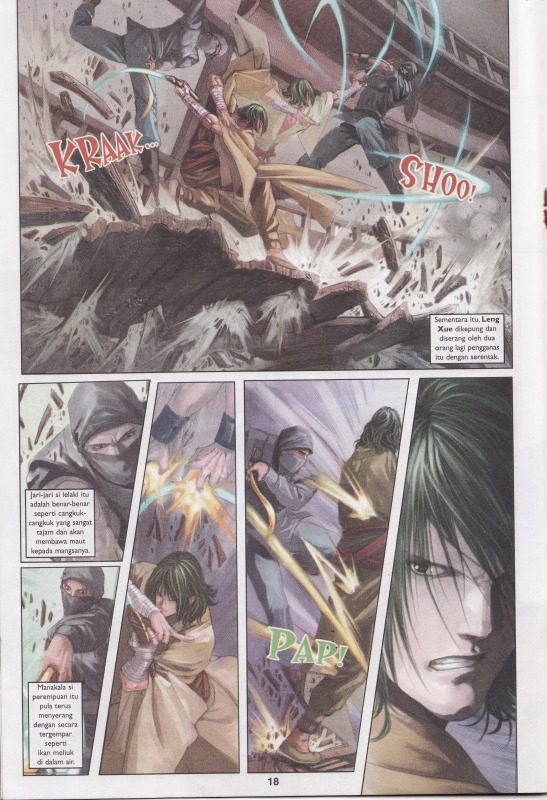 KRAAK...
SHOO!
Sementara itu, Leng
Xue dikepung dan
diserang oleh dua
orang lagi pengganas
itu dengan serentak.
Jari-jari si lelaki itu
adalah benar-benar
seperti cangkuk-
cangkuk yang sangat
tajam dan akan
membawa maut
kepada mangsanya.
Manakala si
perempuan itu
pula terus
menyerang
dengan secara
tergempar
seperti
ikan meliuk
di dalam air.
PAP!
18